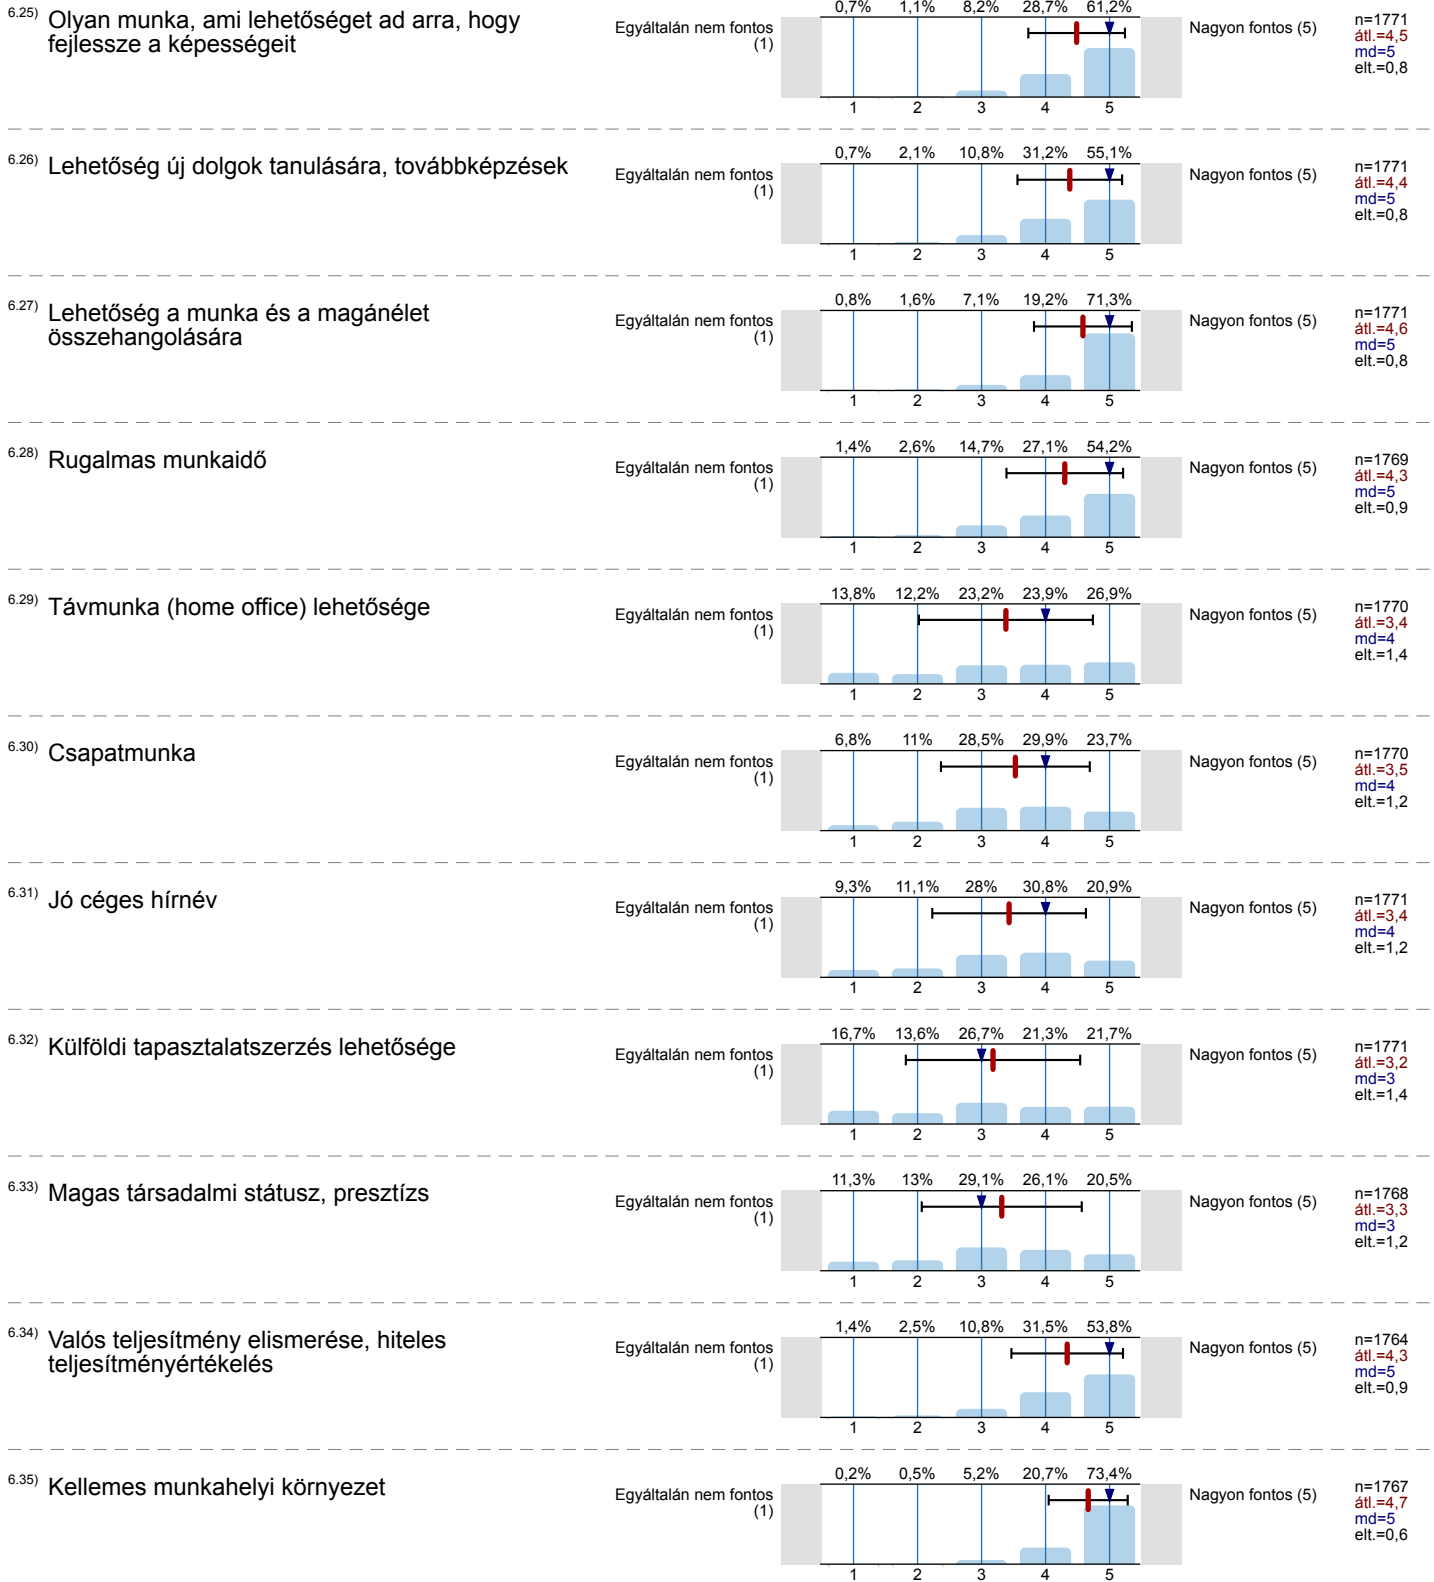 6.25) Olyan munka, ami lehetőséget ad arra, hogy
fejlessze a képességeit
Egyáltalán nem fontos
(1)
0,7% 1,1% 8,2% 28,7% 61,2%
1 2 3 4 5
Nagyon fontos (5)
n=1771
átl.=4,5
md=5
elt.=0,8
6.26) Lehetőség új dolgok tanulására, továbbképzések
Egyáltalán nem fontos
(1)
0,7% 2,1% 10,8% 31,2% 55,1%
1 2 3 4 5
Nagyon fontos (5)
n=1771
átl.=4,4
md=5
elt.=0,8
6.27) Lehetőség a munka és a magánélet
összehangolására
Egyáltalán nem fontos
(1)
0,8% 1,6% 7,1% 19,2% 71,3%
1 2 3 4 5
Nagyon fontos (5)
n=1771
átl.=4,6
md=5
elt.=0,8
6.28) Rugalmas munkaidő
Egyáltalán nem fontos
(1)
1,4% 2,6% 14,7% 27,1% 54,2%
1 2 3 4 5
Nagyon fontos (5)
n=1769
átl.=4,3
md=5
elt.=0,9
6.29) Távmunka (home office) lehetősége
Egyáltalán nem fontos
(1)
13,8% 12,2% 23,2% 23,9% 26,9%
1 2 3 4 5
Nagyon fontos (5)
n=1770
átl.=3,4
md=4
elt.=1,4
6.30) Csapatmunka
Egyáltalán nem fontos
(1)
6,8% 11% 28,5% 29,9% 23,7%
1 2 3 4 5
Nagyon fontos (5)
n=1770
átl.=3,5
md=4
elt.=1,2
6.31) Jó céges hírnév
Egyáltalán nem fontos
(1)
9,3% 11,1% 28% 30,8% 20,9%
1 2 3 4 5
Nagyon fontos (5)
n=1771
átl.=3,4
md=4
elt.=1,2
6.32) Külföldi tapasztalatszerzés lehetősége
Egyáltalán nem fontos
(1)
16,7% 13,6% 26,7% 21,3% 21,7%
1 2 3 4 5
Nagyon fontos (5)
n=1771
átl.=3,2
md=3
elt.=1,4
6.33) Magas társadalmi státusz, presztízs
Egyáltalán nem fontos
(1)
11,3% 13% 29,1% 26,1% 20,5%
1 2 3 4 5
Nagyon fontos (5)
n=1768
átl.=3,3
md=3
elt.=1,2
6.34) Valós teljesítmény elismerése, hiteles
teljesítményértékelés
Egyáltalán nem fontos
(1)
1,4% 2,5% 10,8% 31,5% 53,8%
1 2 3 4 5
Nagyon fontos (5)
n=1764
átl.=4,3
md=5
elt.=0,9
6.35) Kellemes munkahelyi környezet
Egyáltalán nem fontos
(1)
0,2% 0,5% 5,2% 20,7% 73,4%
1 2 3 4 5
Nagyon fontos (5)
n=1767
átl.=4,7
md=5
elt.=0,6